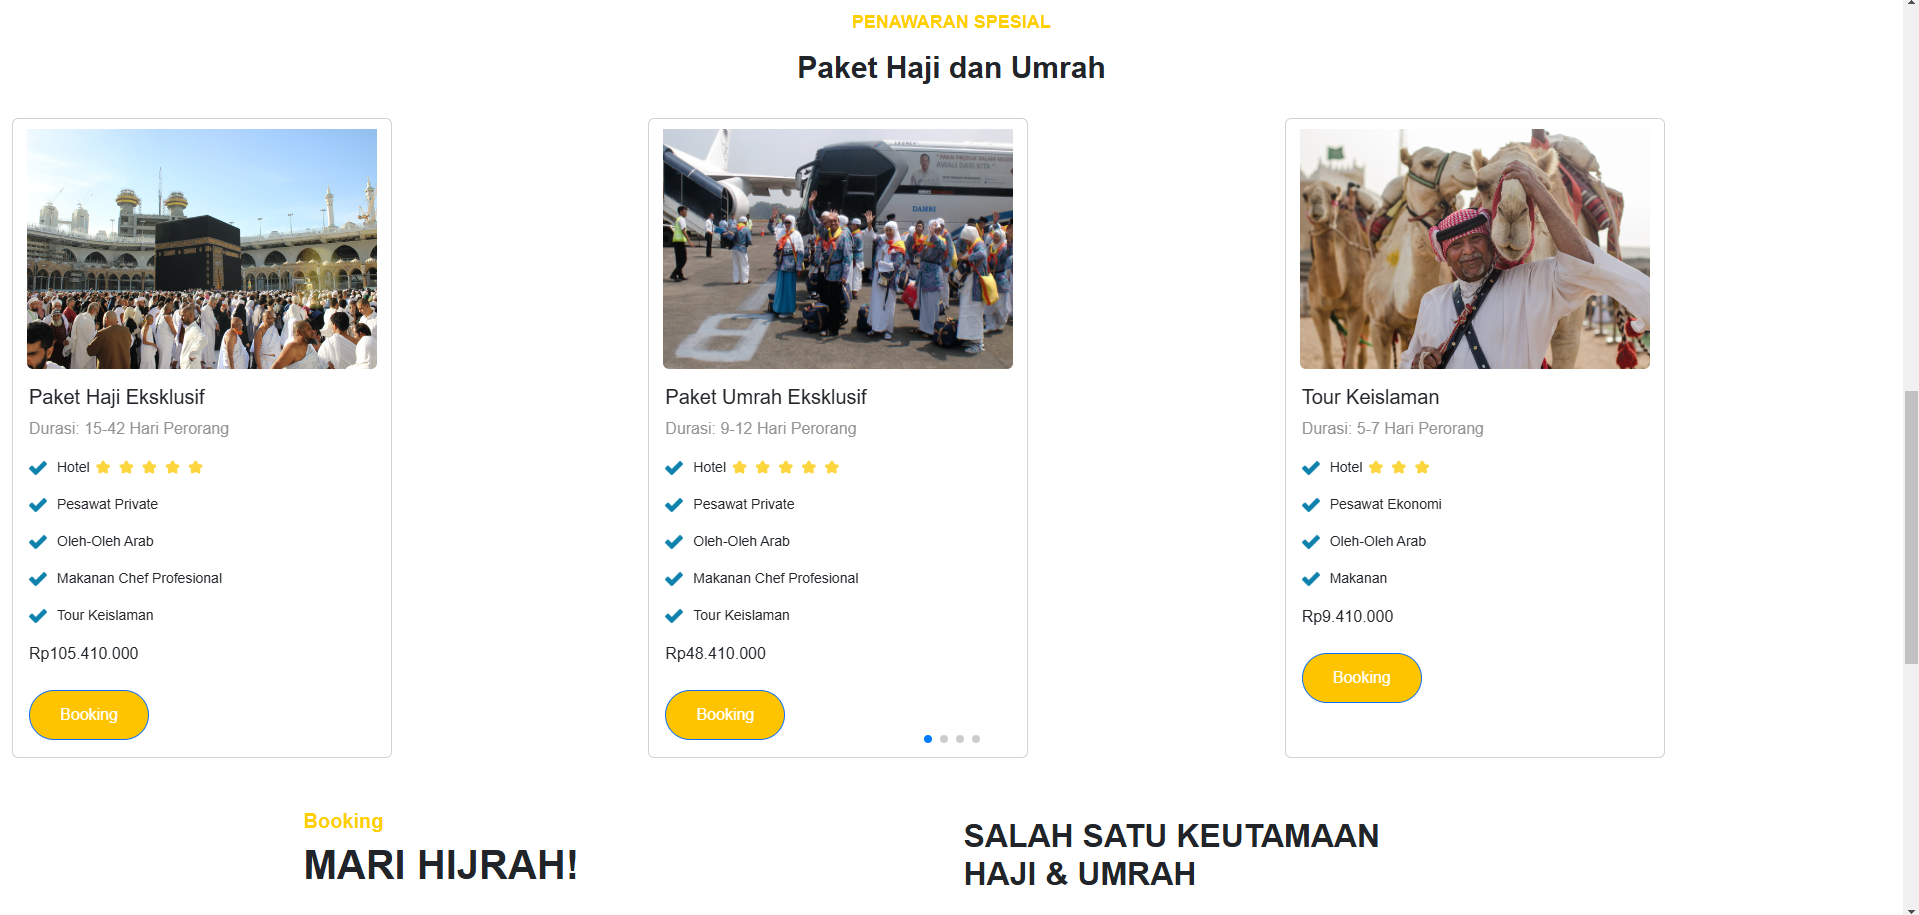 PENAWARAN SPESIAL
Paket Haji dan Umrah
Paket Haji Eksklusif
Durasi: 15-42 Hari Perorang
Hotel
Pesawat Private
Oleh-Oleh Arab
Makanan Chef Profesional
Tour Keislaman
Rp105.410.000
Booking
AWALI DARI KITA
DAMRI
Paket Umrah Eksklusif
Durasi: 9-12 Hari Perorang
Hotel
Pesawat Private
Oleh-Oleh Arab
Makanan Chef Profesional
Tour Keislaman
Rp48.410.000
Booking
Tour Keislaman
Durasi: 5-7 Hari Perorang
Hotel
Pesawat Ekonomi
Oleh-Oleh Arab
Makanan
Rp9.410.000
Booking
Booking
MARI HIJRAH!
SALAH SATU KEUTAMAAN
HAJI & UMRAH